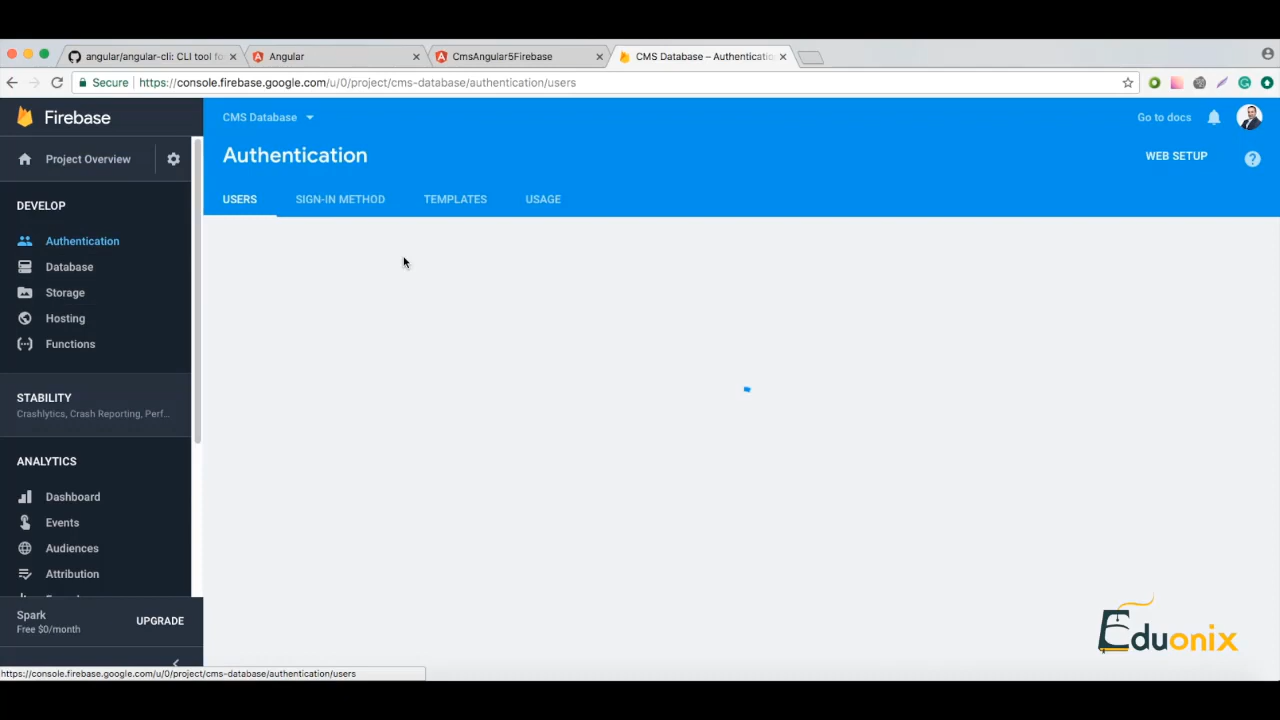 angular/angular-cli: CLI tool fo
Angular
CmsAngular5Firebase
CMS Database – Authenticatio
Secure
https://console.firebase.google.com/u/0/project/cms-database/authentication/users
Firebase
CMS Database
Go to docs
Project Overview
Authentication
WEB SETUP
USERS
SIGN-IN METHOD
TEMPLATES
USAGE
DEVELOP
Authentication
Database
Storage
Hosting
Functions
STABILITY
Crashlytics, Crash Reporting, Perf...
ANALYTICS
Dashboard
Events
Audiences
Attribution
Spark
Free $0/month
UPGRADE
Eduonix
https://console.firebase.google.com/u/0/project/cms-database/authentication/users